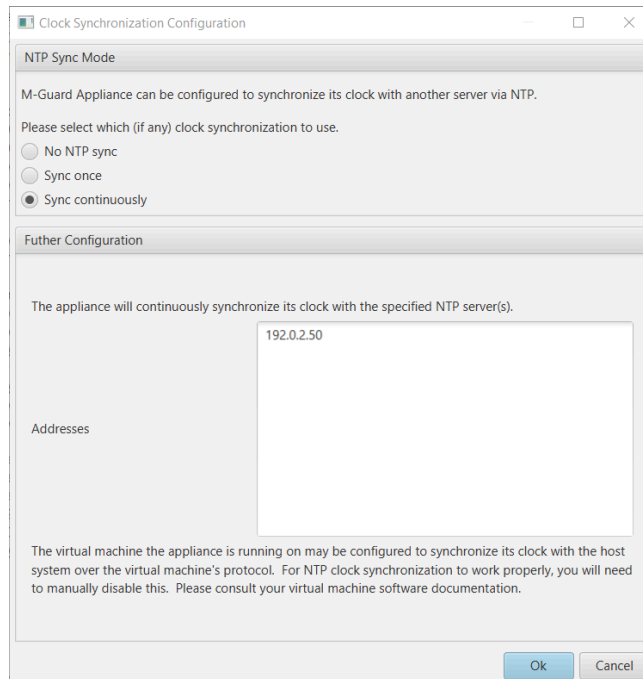 Clock Synchronization Configuration
NTP Sync Mode
M-Guard Appliance can be configured to synchronize its clock with another server via NTP.
Please select which (if any) clock synchronization to use.
No NTP sync
Sync once
Sync continuously
Futher Configuration
The appliance will continuously synchronize its clock with the specified NTP server(s).
192.0.2.50
Addresses
The virtual machine the appliance is running on may be configured to synchronize its clock with the host
system over the virtual machine's protocol. For NTP clock synchronization to work properly, you will need
to manually disable this. Please consult your virtual machine software documentation.
Ok
Cancel